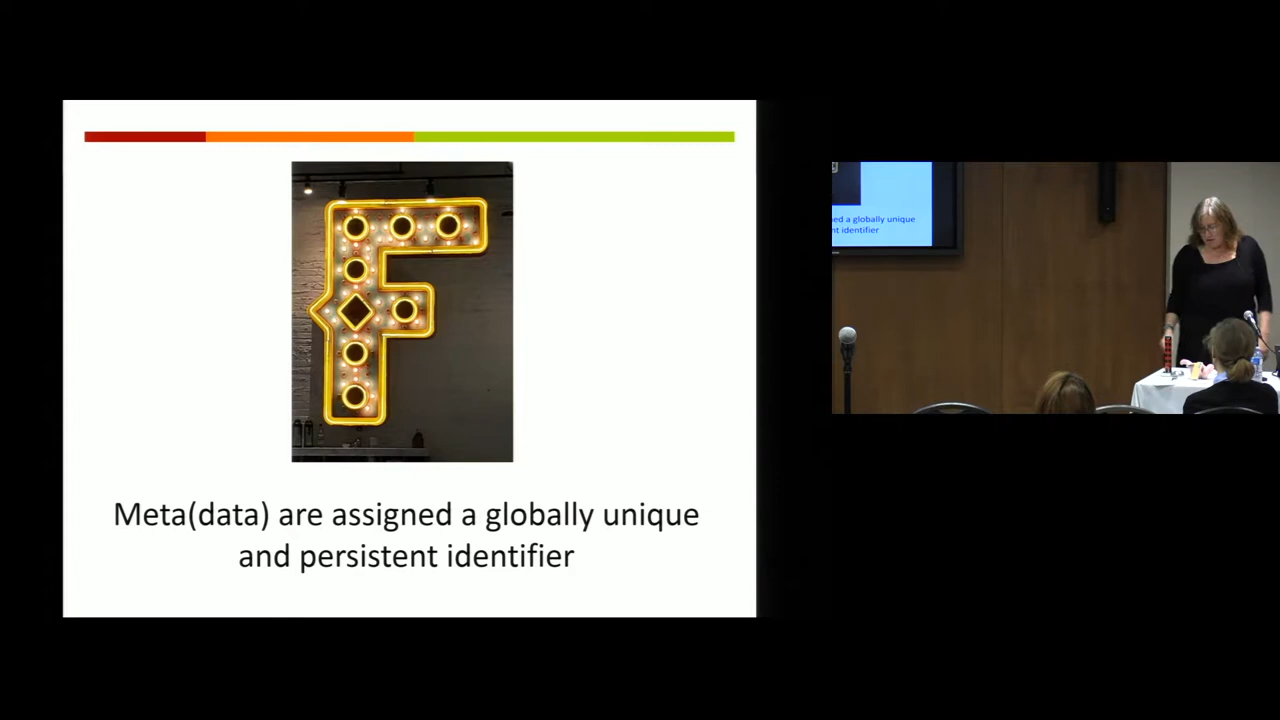 F
Meta(data) are assigned a globally unique
and persistent identifier
ed a globally unique
nt identifier